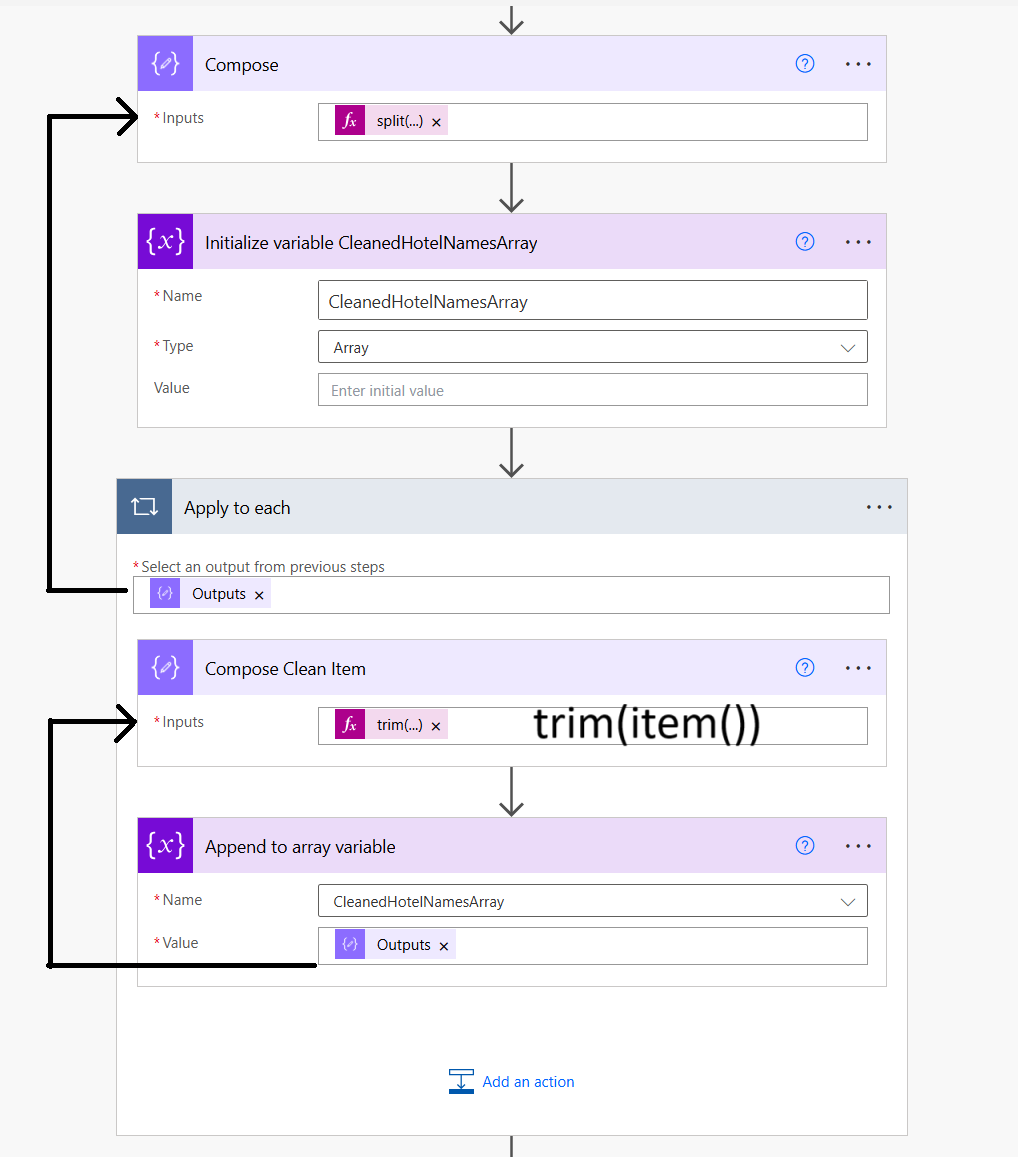 Compose
* Inputs
fx split(...) ×
{x} Initialize variable CleanedHotelNamesArray
* Name
CleanedHotelNamesArray
* Type
Array
Value
Enter initial value
Apply to each
* Select an output from previous steps
Outputs ×
Compose Clean Item
* Inputs
fx trim(...) ×
trim(item())
{x} Append to array variable
* Name
CleanedHotelNamesArray
* Value
Outputs ×
Add an action